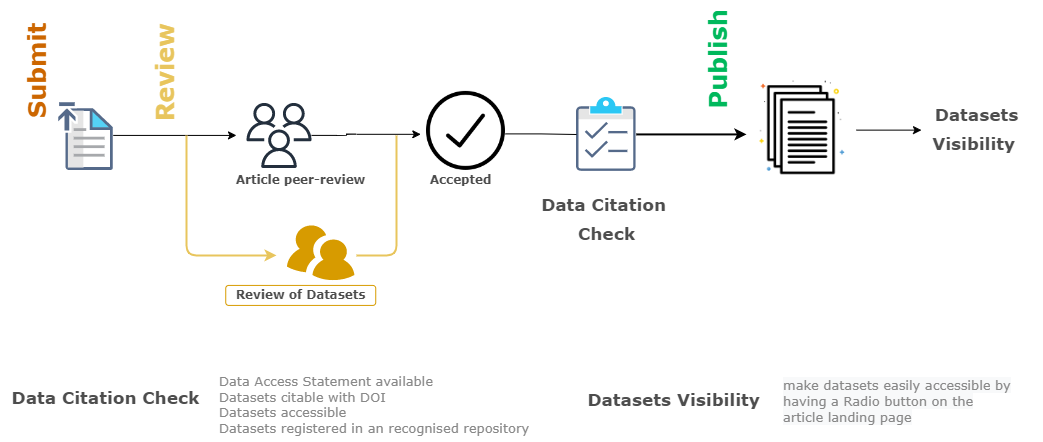 Submit
Review
Publish
Article peer-review
Accepted
Datasets
Visibility
Data Citation
Check
Review of Datasets
Data Citation Check
Data Access Statement available
Datasets citable with DOI
Datasets accessible
Datasets registered in an recognised repository
Datasets Visibility
make datasets easily accessible by
having a Radio button on the
article landing page